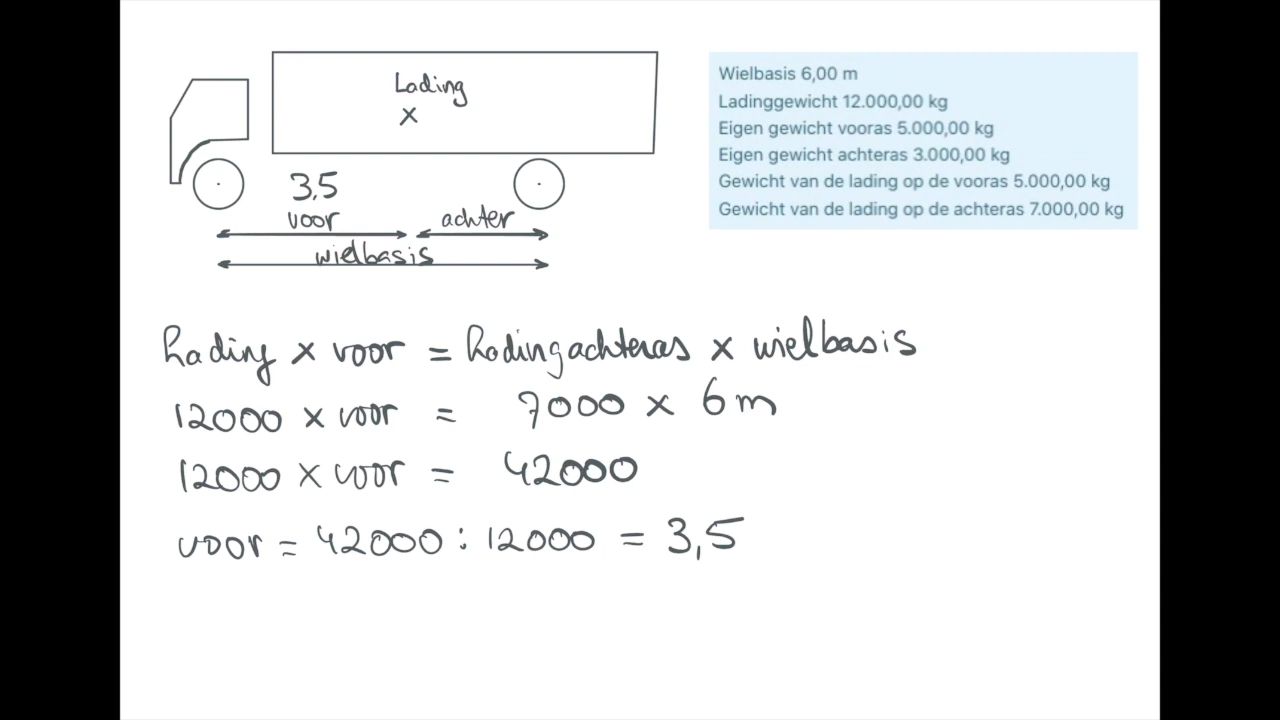 Lading
X
3,5
voor
achter
wielbasis
Wielbasis 6,00 m
Ladinggewicht 12.000,00 kg
Eigen gewicht vooras 5.000,00 kg
Eigen gewicht achteras 3.000,00 kg
Gewicht van de lading op de vooras 5.000,00 kg
Gewicht van de lading op de achteras 7.000,00 kg
Lading x voor = Ladingachteras x wielbasis
12000 x voor = 7000 x 6 m
12000 x voor = 42000
voor = 42000 : 12000 = 3,5